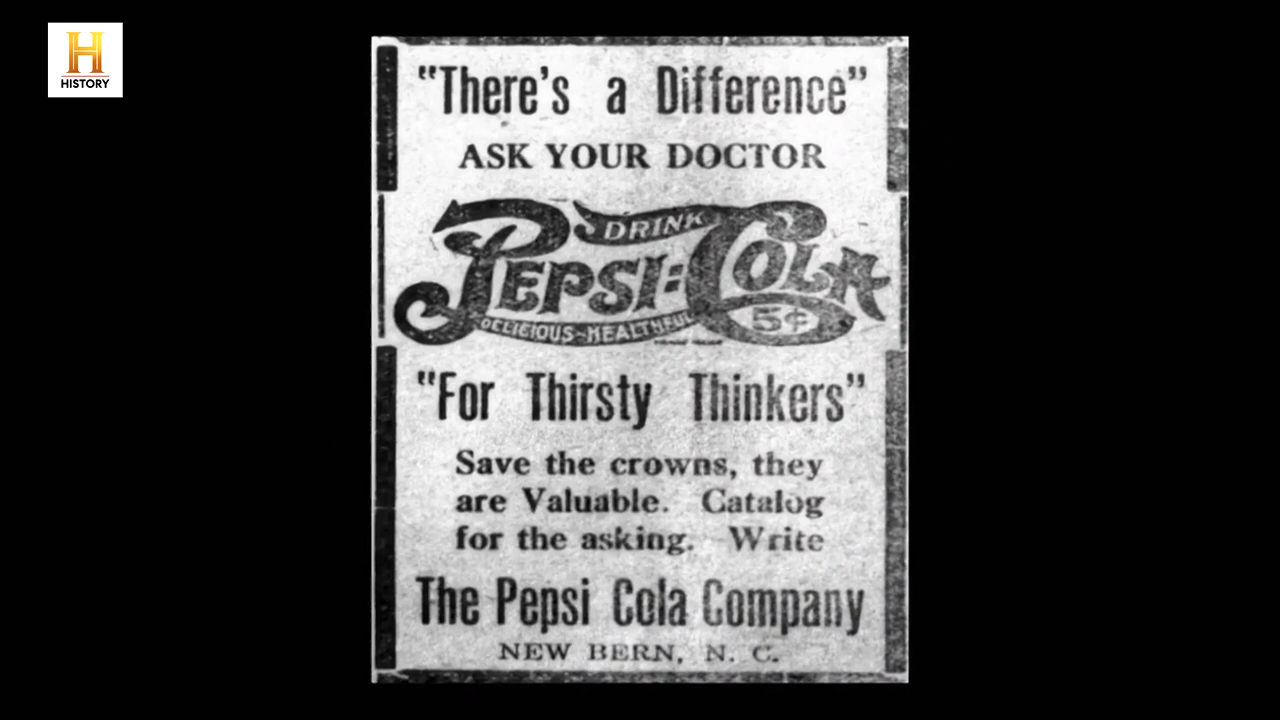 H
HISTORY
"There's a Difference"
ASK YOUR DOCTOR
DRINK
PEPSI=COLA
DELICIOUS~HEALTHFUL
5¢
"For Thirsty Thinkers"
Save the crowns, they
are Valuable. Catalog
for the asking. Write
The Pepsi Cola Company
NEW BERN, N. C.